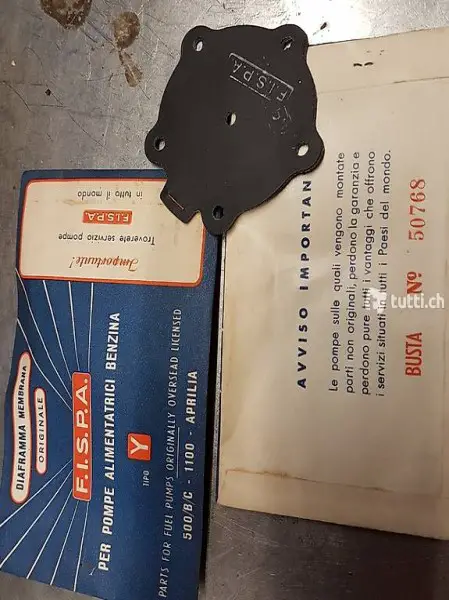 F.I.S.P.A
Importante!
Troverete servizio pompe
F.I.S.P.A.
in tutto il mondo
DIAFRAMMA MEMBRANA
ORIGINALE
F.I.S.P.A.
PER POMPE ALIMENTATRICI BENZINA
TIPO Y
PARTS FOR FUEL PUMPS ORIGINALLY OVERSEAD LICENSED
500/B/C - 1100 - APRILIA
AVVISO IMPORTAN
Le pompe sulle quali vengono montate
parti non originali, perdono la garanzia e
perdono pure tutti i vantaggi che offrono
i servizi situati in tutti i Paesi del mondo.
BUSTA Nº 50768
tutti.ch